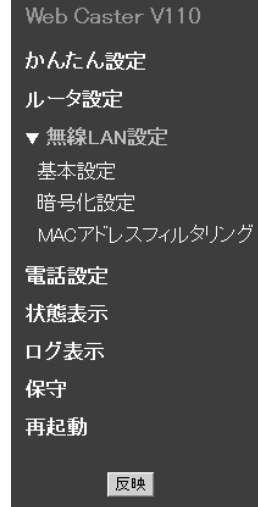 Web Caster V110
かんたん設定
ルータ設定
▼ 無線LAN設定
基本設定
暗号化設定
MACアドレスフィルタリング
電話設定
状態表示
ログ表示
保守
再起動
反映